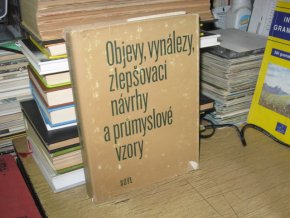 Objevy, vynálezy,
zlepšovací
návrhy
a průmyslové
vzory
SNTL